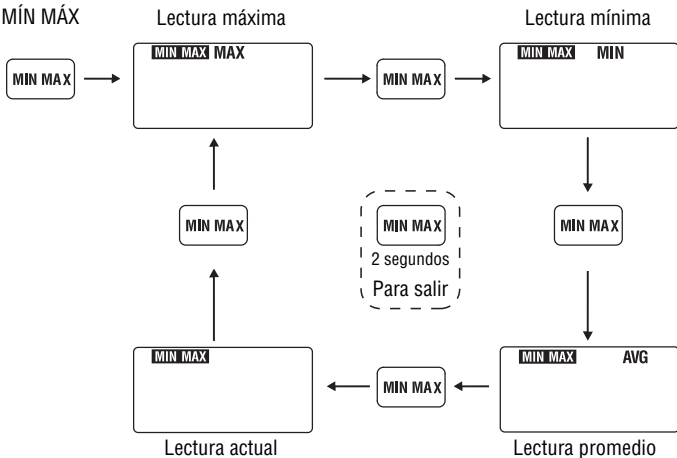 MÍN MÁX
Lectura máxima
Lectura mínima
MIN MAX
MIN MAX MAX
MIN MAX
MIN MAX MIN
MIN MAX
MIN MAX
2 segundos
Para salir
MIN MAX
MIN MAX
MIN MAX
MIN MAX AVG
Lectura actual
Lectura promedio